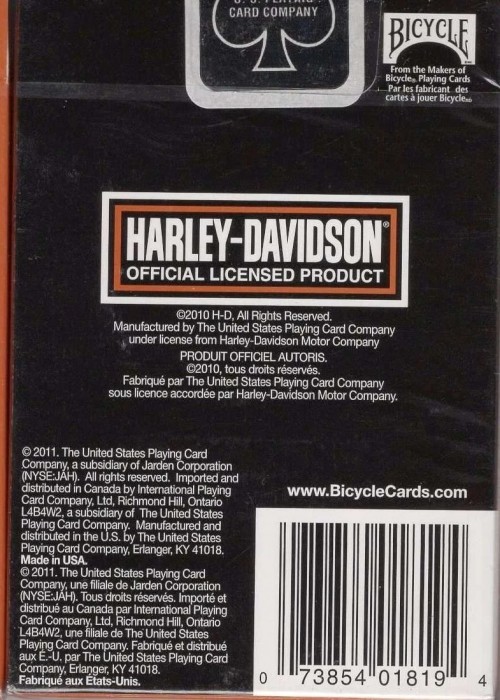 U. S. PLAYING
CARD COMPANY
BICYCLE
From the Makers of
Bicycle® Playing Cards
Par les fabricant des
cartes à jouer Bicycle®
HARLEY-DAVIDSON®
OFFICIAL LICENSED PRODUCT
©2010 H-D, All Rights Reserved.
Manufactured by The United States Playing Card Company
under license from Harley-Davidson Motor Company
PRODUIT OFFICIEL AUTORIS.
©2010, tous droits réservés.
Fabriqué par The United States Playing Card Company
sous licence accordée par Harley-Davidson Motor Company.
© 2011. The United States Playing Card
Company, a subsidiary of Jarden Corporation
(NYSE:JAH). All rights reserved. Imported and
distributed in Canada by International Playing
Card Company, Ltd, Richmond Hill, Ontario
L4B4W2, a subsidiary of The United States
Playing Card Company. Manufactured and
distributed in the U.S. by The United States
Playing Card Company, Erlanger, KY 41018.
Made in USA.
© 2011. The United States Playing Card
Company, une filiale de Jarden Corporation
(NYSE:JAH). Tous droits réservés. Importé et
distribué au Canada par International Playing
Card Company, Ltd, Richmond Hill, Ontario
L4B4W2, une filiale de The United States
Playing Card Company. Fabriqué et distribué
aux É.-U. par The United States Playing Card
Company, Erlanger, KY 41018.
Fabriqué aux États-Unis.
www.BicycleCards.com
0 73854 01819 4